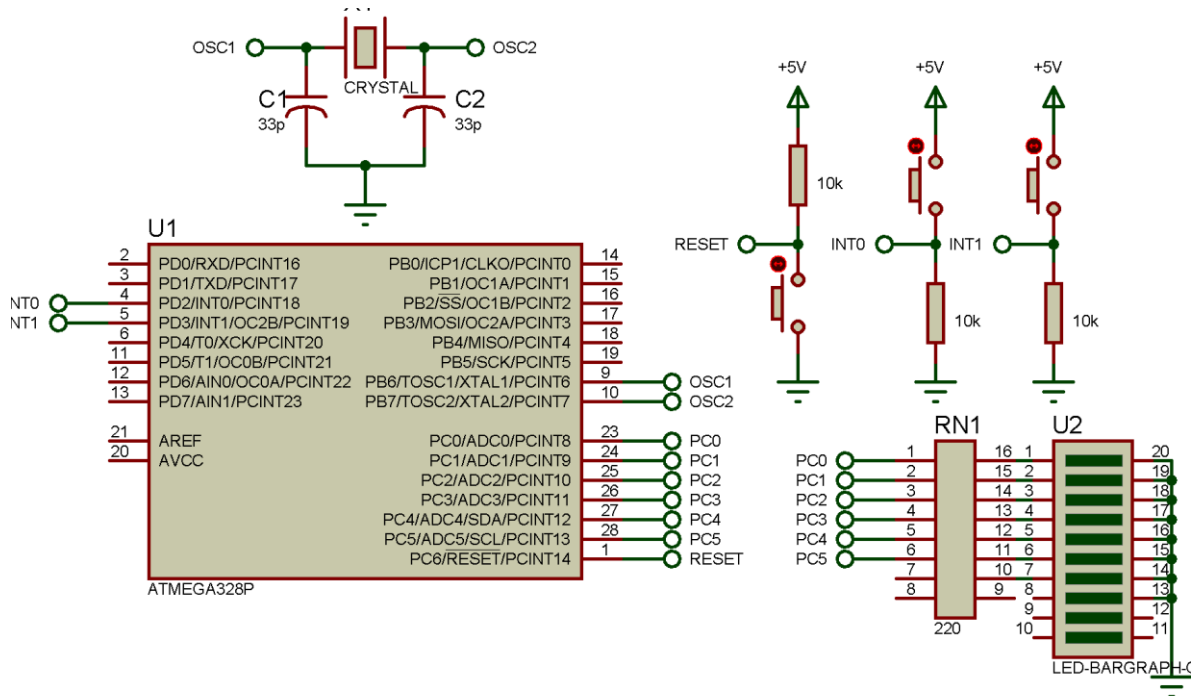 OSC1
OSC2
CRYSTAL
C1
33p
C2
33p
+5V
+5V
+5V
10k
RESET
INT0
INT1
10k
10k
U1
2 PD0/RXD/PCINT16
3 PD1/TXD/PCINT17
NT0 4 PD2/INT0/PCINT18
NT1 5 PD3/INT1/OC2B/PCINT19
6 PD4/T0/XCK/PCINT20
11 PD5/T1/OC0B/PCINT21
12 PD6/AIN0/OC0A/PCINT22
13 PD7/AIN1/PCINT23
21 AREF
20 AVCC
PB0/ICP1/CLKO/PCINT0 14
PB1/OC1A/PCINT1 15
PB2/SS/OC1B/PCINT2 16
PB3/MOSI/OC2A/PCINT3 17
PB4/MISO/PCINT4 18
PB5/SCK/PCINT5 19
PB6/TOSC1/XTAL1/PCINT6 9 OSC1
PB7/TOSC2/XTAL2/PCINT7 10 OSC2
PC0/ADC0/PCINT8 23 PC0
PC1/ADC1/PCINT9 24 PC1
PC2/ADC2/PCINT10 25 PC2
PC3/ADC3/PCINT11 26 PC3
PC4/ADC4/SDA/PCINT12 27 PC4
PC5/ADC5/SCL/PCINT13 28 PC5
PC6/RESET/PCINT14 1 RESET
ATMEGA328P
RN1
U2
PC0 1 16 1 20
PC1 2 15 2 19
PC2 3 14 3 18
PC3 4 13 4 17
PC4 5 12 5 16
PC5 6 11 6 15
7 10 7 14
8 9 8 13
9 12
10 11
220
LED-BARGRAPH-